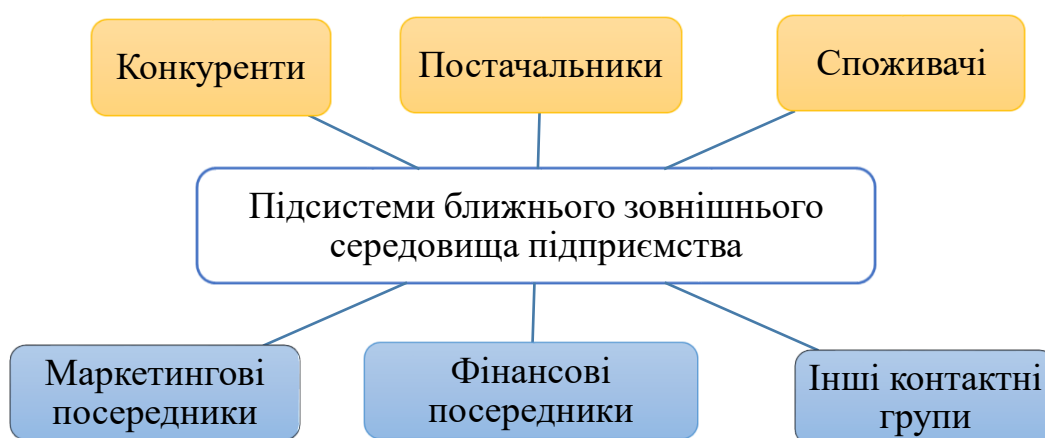 Конкуренти
Постачальники
Споживачі
Підсистеми ближнього зовнішнього
середовища підприємства
Маркетингові
посередники
Фінансові
посередники
Інші контактні
групи